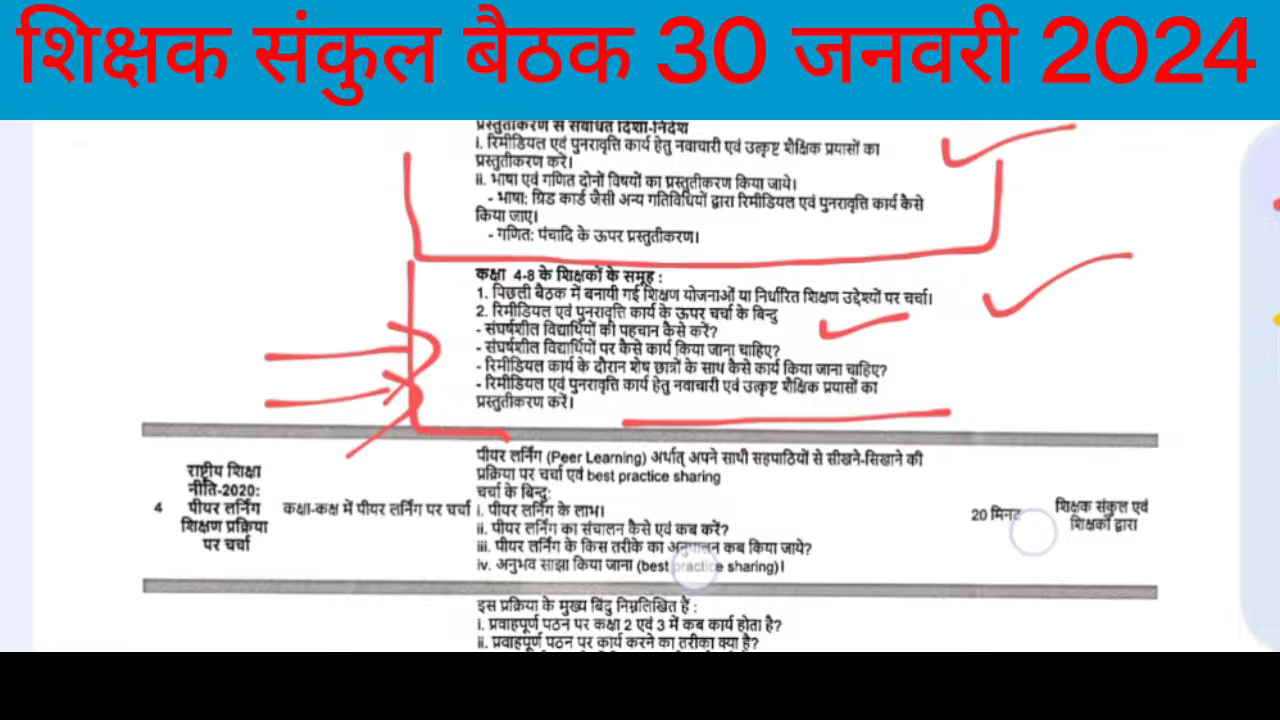 शिक्षक संकुल बैठक 30 जनवरी 2024
प्रस्तुतीकरण से संबंधित दिशा-निर्देश
i. रिमीडियल एवं पुनरावृत्ति कार्य हेतु नवाचारी एवं उत्कृष्ट शैक्षिक प्रयासों का
प्रस्तुतीकरण करें।
ii. भाषा एवं गणित दोनों विषयों का प्रस्तुतीकरण किया जाये।
- भाषा: ग्रिड कार्ड जैसी अन्य गतिविधियों द्वारा रिमीडियल एवं पुनरावृत्ति कार्य कैसे
किया जाए।
- गणित: पंचादि के ऊपर प्रस्तुतीकरण।
कक्षा 4-8 के शिक्षकों के समूह :
1. पिछली बैठक में बनायी गई शिक्षण योजनाओं या निर्धारित शिक्षण उद्देश्यों पर चर्चा।
2. रिमीडियल एवं पुनरावृत्ति कार्य के ऊपर चर्चा के बिन्दु
- संघर्षशील विद्यार्थियों की पहचान कैसे करें?
- संघर्षशील विद्यार्थियों पर कैसे कार्य किया जाना चाहिए?
- रिमीडियल कार्य के दौरान शेष छात्रों के साथ कैसे कार्य किया जाना चाहिए?
- रिमीडियल एवं पुनरावृत्ति कार्य हेतु नवाचारी एवं उत्कृष्ट शैक्षिक प्रयासों का
प्रस्तुतीकरण करें।
4
राष्ट्रीय शिक्षा
नीति-2020:
पीयर लर्निंग
शिक्षण प्रक्रिया
पर चर्चा
कक्षा-कक्ष में पीयर लर्निंग पर चर्चा
पीयर लर्निंग (Peer Learning) अर्थात् अपने साथी सहपाठियों से सीखने-सिखाने की
प्रक्रिया पर चर्चा एवं best practice sharing
चर्चा के बिन्दु:
i. पीयर लर्निंग के लाभ।
ii. पीयर लर्निंग का संचालन कैसे एवं कब करें?
iii. पीयर लर्निंग के किस तरीके का अनुपालन कब किया जाये?
iv. अनुभव साझा किया जाना (best practice sharing)।
20 मिनट
शिक्षक संकुल एवं
शिक्षकों द्वारा
इस प्रक्रिया के मुख्य बिंदु निम्नलिखित हैं :
i. प्रवाहपूर्ण पठन पर कक्षा 2 एवं 3 में कब कार्य होता है?
ii. प्रवाहपूर्ण पठन पर कार्य करने का तरीका क्या है?